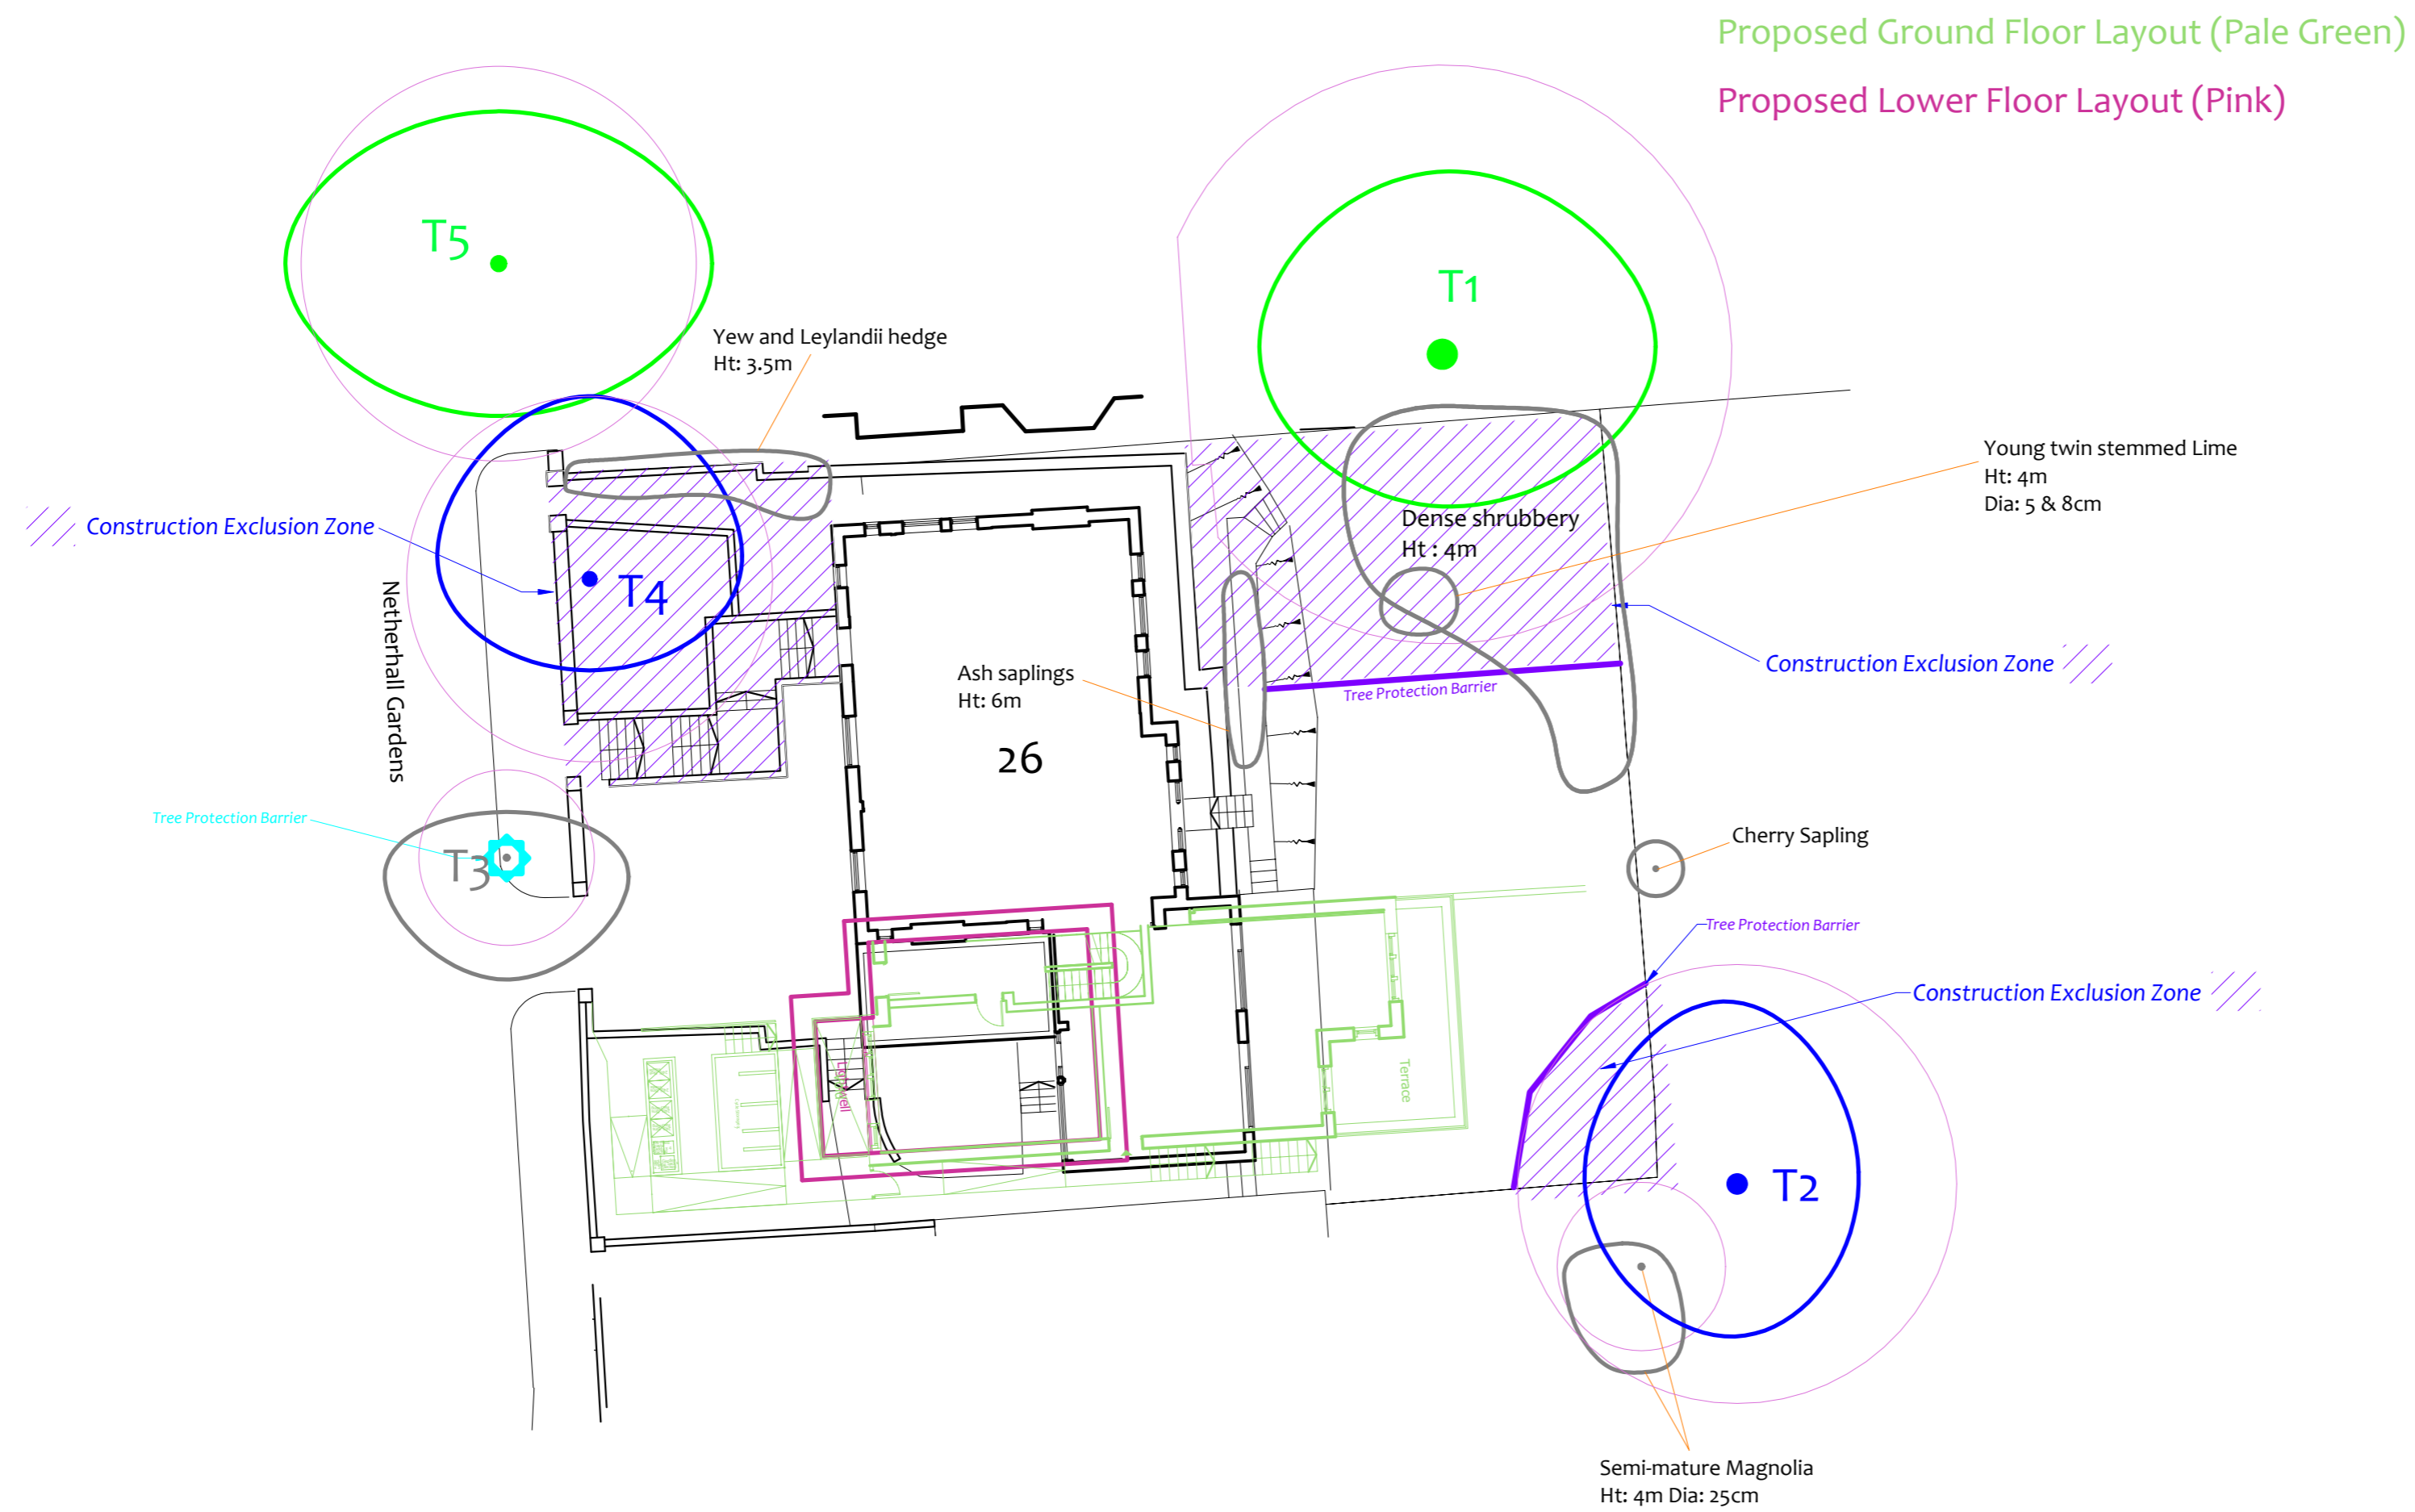 Proposed Ground Floor Layout (Pale Green)
Proposed Lower Floor Layout (Pink)
T5
T1
Yew and Leylandii hedge
Ht: 3.5m
Young twin stemmed Lime
Ht: 4m
Dia: 5 & 8cm
Construction Exclusion Zone
Dense shrubbery
Ht : 4m
T4
Netherhall Gardens
Construction Exclusion Zone
Ash saplings
Ht: 6m
Tree Protection Barrier
26
Tree Protection Barrier
T3
Cherry Sapling
Tree Protection Barrier
Construction Exclusion Zone
Terrace
Lightwell
T2
Semi-mature Magnolia
Ht: 4m Dia: 25cm